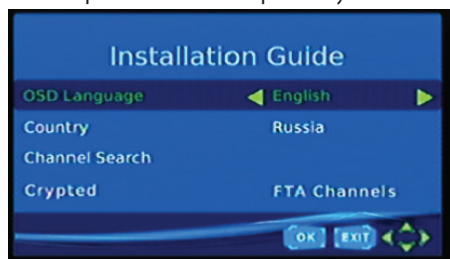 Installation Guide
OSD Language English
Country Russia
Channel Search
Crypted FTA Channels
OK EXIT